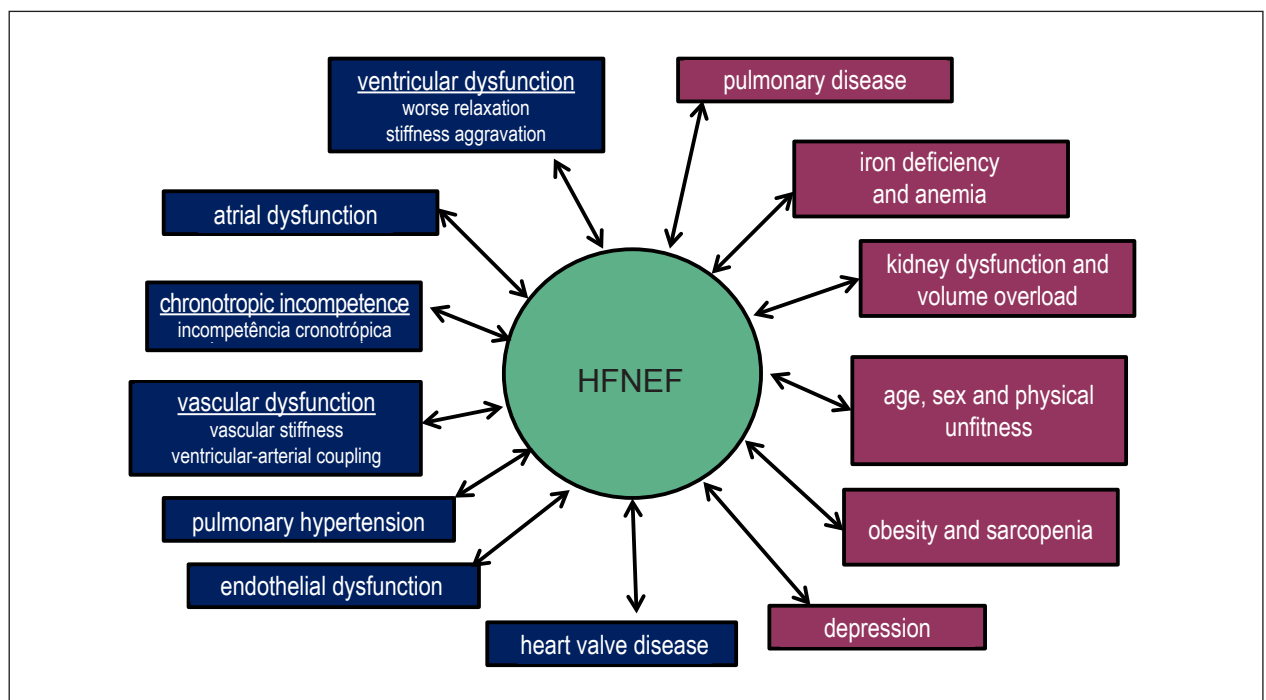 ventricular dysfunction
worse relaxation
stiffness aggravation
pulmonary disease
iron deficiency
and anemia
atrial dysfunction
kidney dysfunction and
volume overload
chronotropic incompetence
incompetência cronotrópica
HFNEF
age, sex and physical
unfitness
vascular dysfunction
vascular stiffness
ventricular-arterial coupling
pulmonary hypertension
obesity and sarcopenia
endothelial dysfunction
depression
heart valve disease